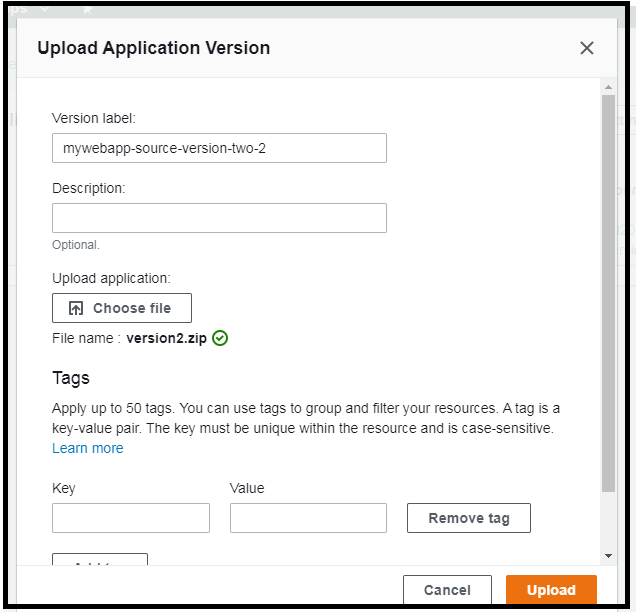 Upload Application Version
Version label:
mywebapp-source-version-two-2
Description:
Optional.
Upload application:
Choose file
File name : version2.zip
Tags
Apply up to 50 tags. You can use tags to group and filter your resources. A tag is a
key-value pair. The key must be unique within the resource and is case-sensitive.
Learn more
Key Value
Remove tag
Cancel Upload